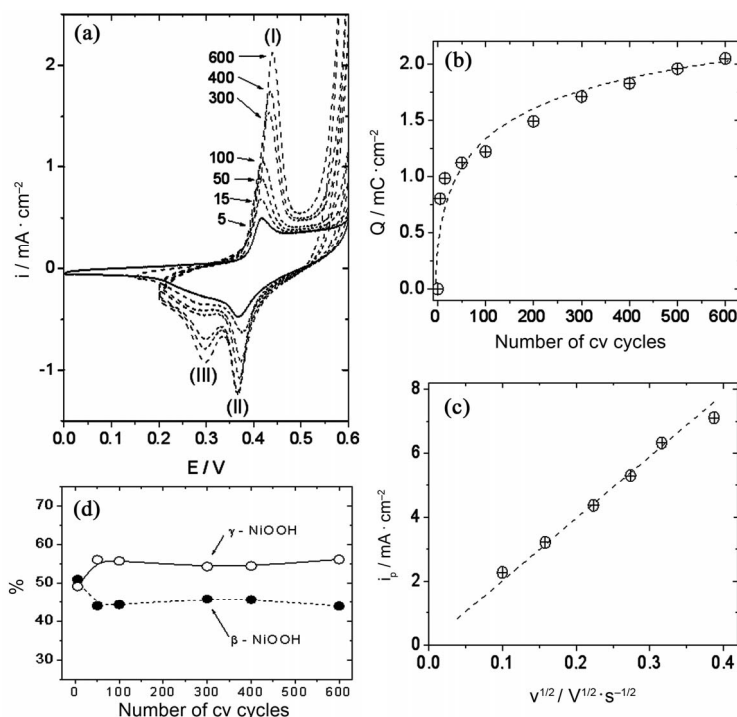 (a)
(I)
600
400
300
100
50
15
5
(III)
(II)
2
1
0
-1
i / mA · cm⁻²
0.0 0.1 0.2 0.3 0.4 0.5 0.6
E / V
(b)
2.0
1.5
1.0
0.5
0.0
Q / mC·cm⁻²
0 100 200 300 400 500 600
Number of cv cycles
(c)
8
6
4
2
0
iₚ / mA · cm⁻²
0.0 0.1 0.2 0.3 0.4
v¹/² / V¹/² · s⁻¹/²
(d)
80
70
60
50
40
30
%
γ - NiOOH
β - NiOOH
0 100 200 300 400 500 600
Number of cv cycles